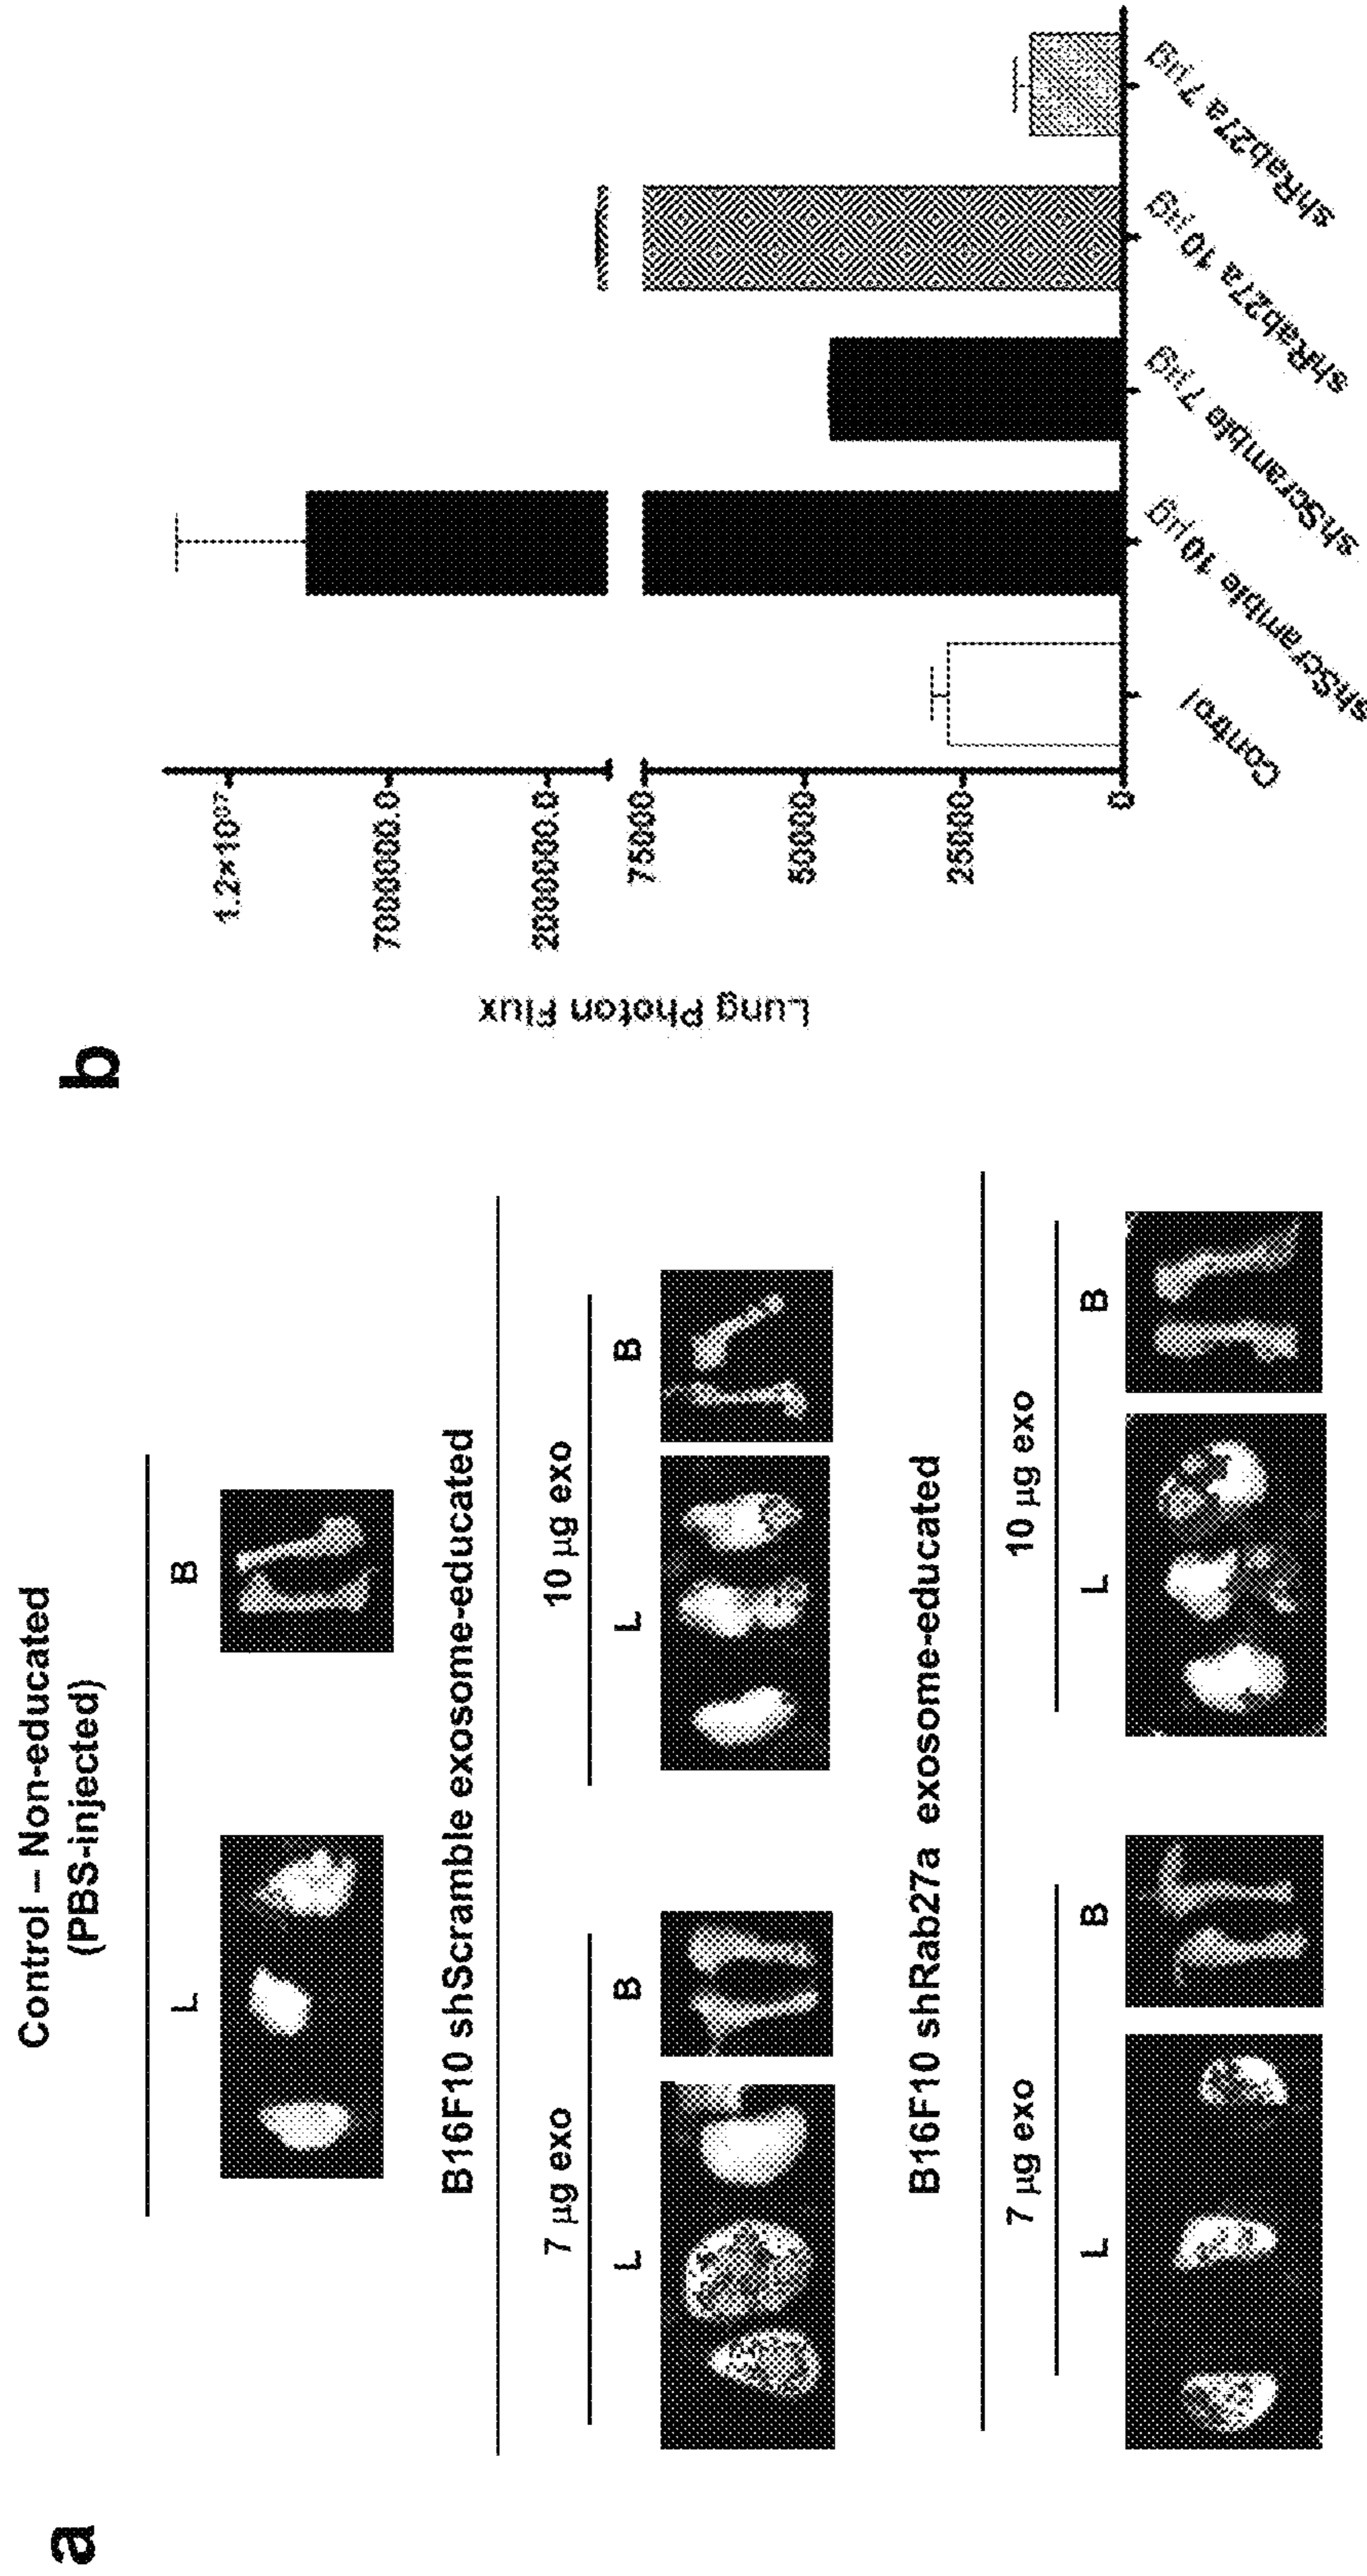 a
Control – Non-educated
(PBS-injected)
L B
B16F10 shScramble exosome-educated
7 µg exo 10 µg exo
L B L B
B16F10 shRab27a exosome-educated
7 µg exo 10 µg exo
L B L B
b
Lung Photon Flux
1.2×10⁰⁷
7000000.0
2000000.0
75000
50000
25000
0
Control
shScramble 10 µg
shScramble 7 µg
shRab27a 10 µg
shRab27a 7 µg